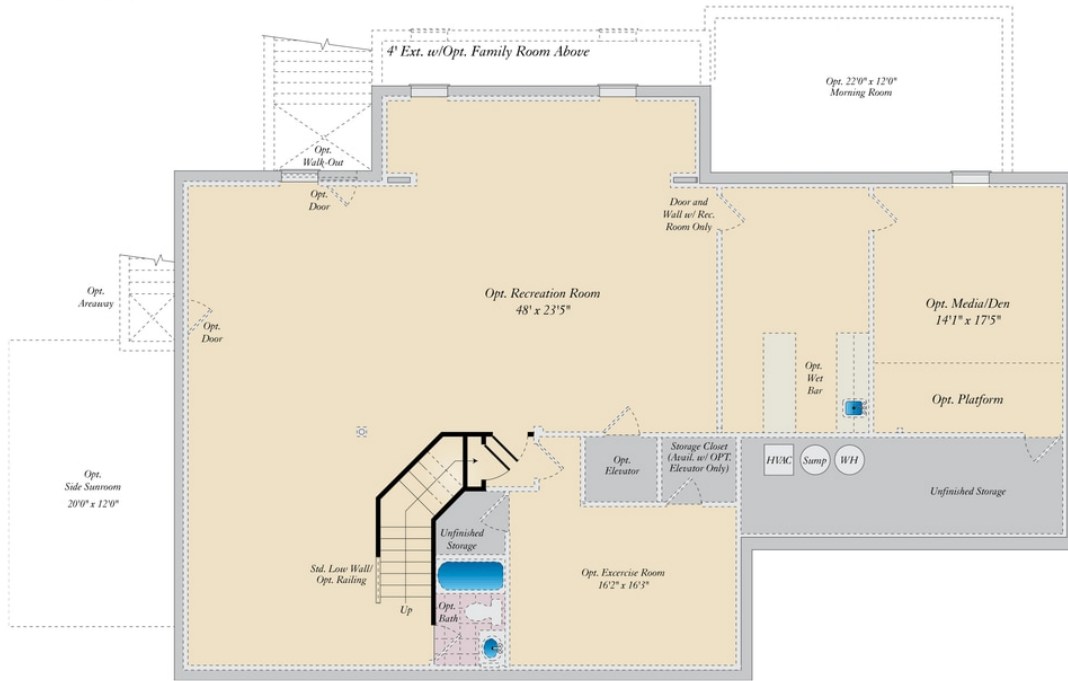 4' Ext. w/Opt. Family Room Above
Opt. 22'0" x 12'0"
Morning Room
Opt.
Walk-Out
Opt.
Door
Door and
Wall w/ Rec.
Room Only
Opt.
Areaway
Opt.
Door
Opt. Recreation Room
48' x 23'5"
Opt. Media/Den
14'1" x 17'5"
Opt.
Wet
Bar
Opt. Platform
Opt.
Side Sunroom
20'0" x 12'0"
Opt.
Elevator
Storage Closet
(Avail. w/ OPT.
Elevator Only)
HVAC
Sump
WH
Unfinished Storage
Unfinished
Storage
Std. Low Wall/
Opt. Railing
Up
Opt.
Bath
Opt. Excercise Room
16'2" x 16'3"